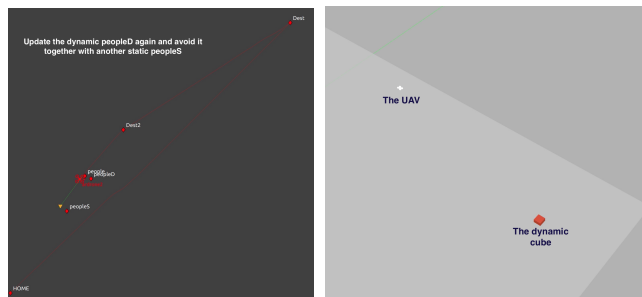 Dest
Update the dynamic peopleD again and avoid it
together with another static peopleS
Dest2
people
peopleD
peopleS
HOME
The UAV
The dynamic
cube